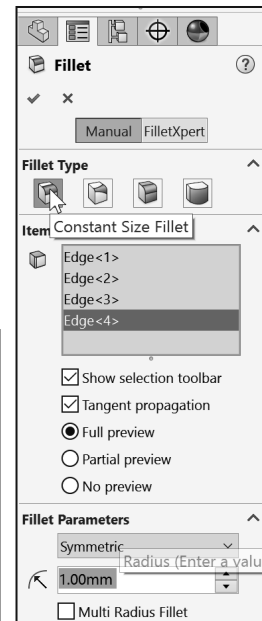 Fillet
Manual FilletXpert
Fillet Type
Constant Size Fillet
Item
Edge<1>
Edge<2>
Edge<3>
Edge<4>
Show selection toolbar
Tangent propagation
Full preview
Partial preview
No preview
Fillet Parameters
Symmetric
Radius (Enter a valu
1.00mm
Multi Radius Fillet